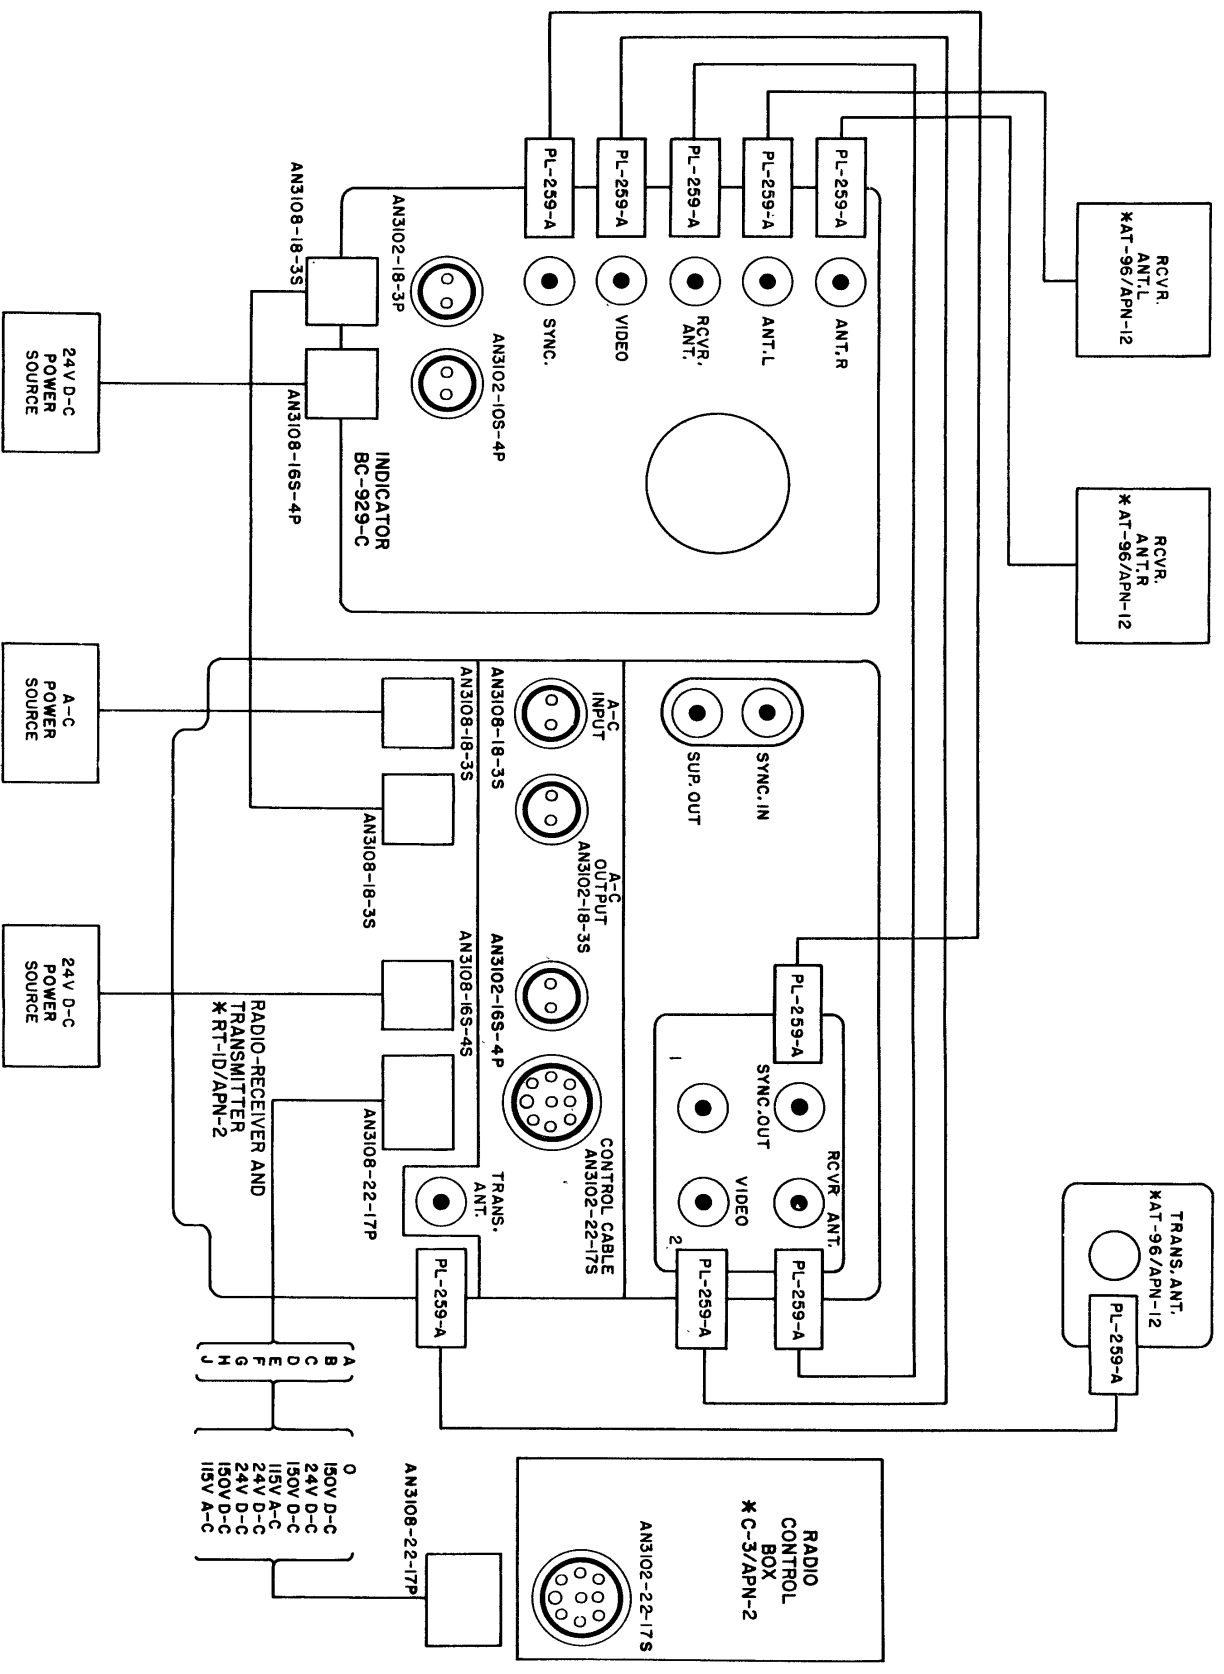 RCVR.
ANT.L
*AT-96/APN-12
RCVR.
ANT.R
*AT-96/APN-12
TRANS.ANT.
*AT-96/APN-12
PL-259-A
PL-259-A
PL-259-A
PL-259-A
PL-259-A
PL-259-A
ANT.R
ANT.L
RCVR.
ANT.
VIDEO
SYNC.
AN3102-18-3P
AN3102-10S-4P
AN3108-18-3S
AN3108-16S-4P
INDICATOR
BC-929-C
SYNC.IN
SUP.OUT
PL-259-A
SYNC.OUT
RCVR ANT.
1
VIDEO
2
PL-259-A
PL-259-A
A-C
INPUT
AN3108-18-3S
A-C
OUTPUT
AN3102-18-3S
AN3102-16S-4P
CONTROL CABLE
AN3102-22-17S
AN3108-18-3S
AN3108-18-3S
AN3108-16S-4S
AN3108-22-17P
TRANS.
ANT.
PL-259-A
RADIO-RECEIVER AND
TRANSMITTER
*RT-1D/APN-2
RADIO
CONTROL
BOX
*C-3/APN-2
AN3102-22-17S
AN3108-22-17P
A
B
C
D
E
F
G
H
J
0
150V D-C
24V D-C
150V D-C
115V A-C
24V D-C
24V D-C
150V D-C
115V A-C
24V D-C
POWER
SOURCE
A-C
POWER
SOURCE
24V D-C
POWER
SOURCE